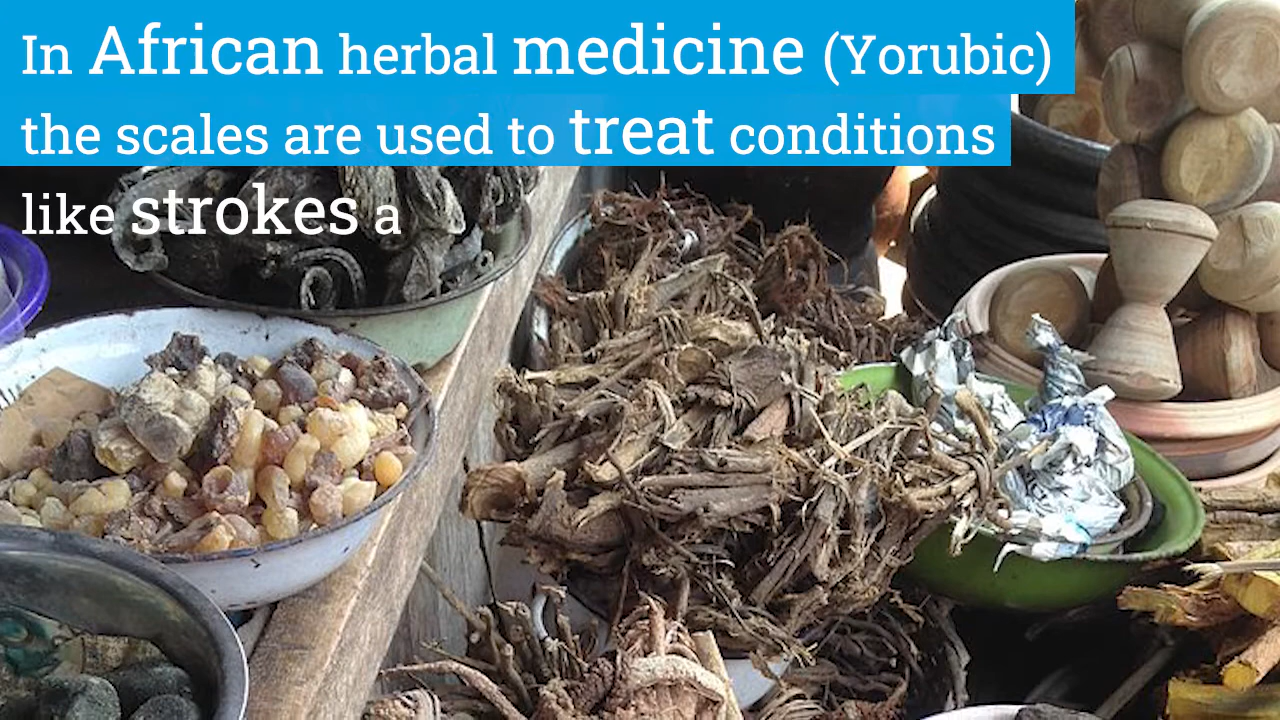 In African herbal medicine (Yorubic)
the scales are used to treat conditions
like strokes a